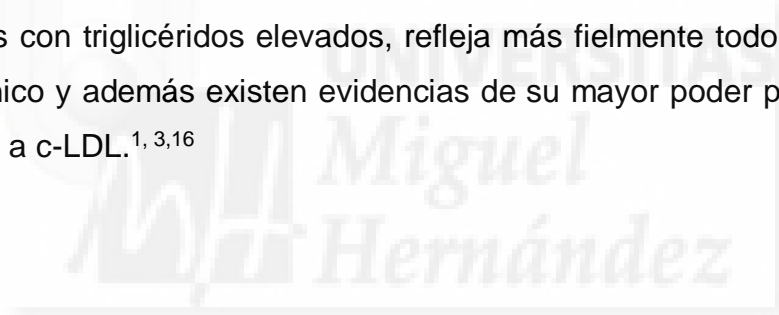 s con triglicéridos elevados, refleja más fielmente todo
nico y además existen evidencias de su mayor poder p
a c-LDL.1, 3,16
UNIVERSITAS
Miguel
Hernández